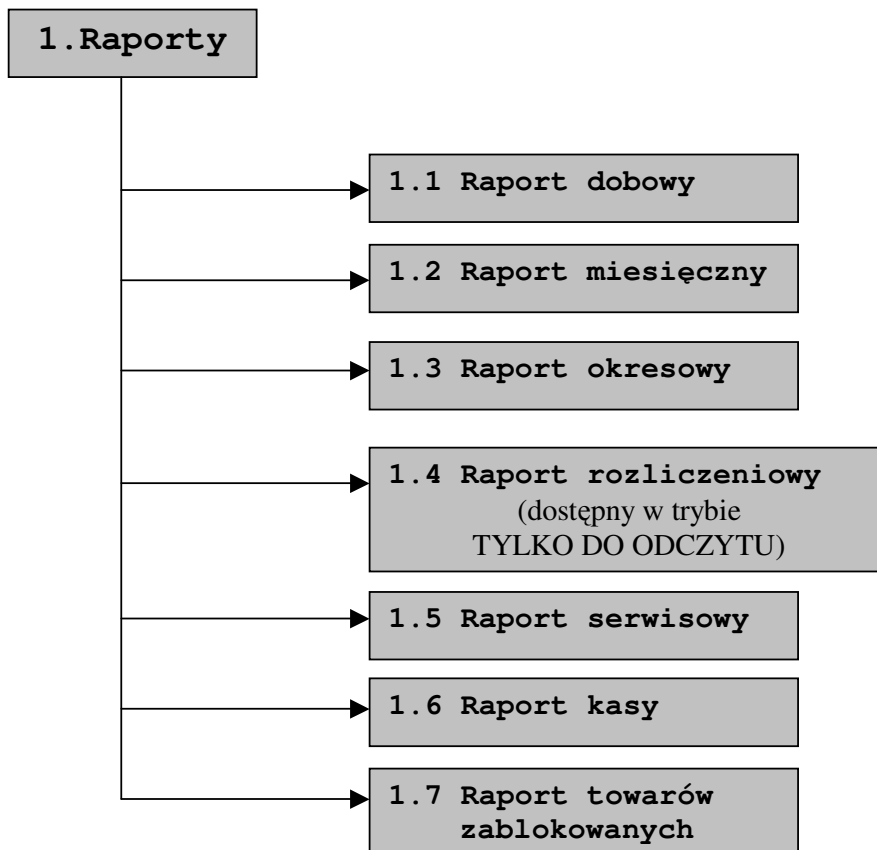 1.Raporty
1.1 Raport dobowy
1.2 Raport miesięczny
1.3 Raport okresowy
1.4 Raport rozliczeniowy
(dostępny w trybie
TYLKO DO ODCZYTU)
1.5 Raport serwisowy
1.6 Raport kasy
1.7 Raport towarów
zablokowanych